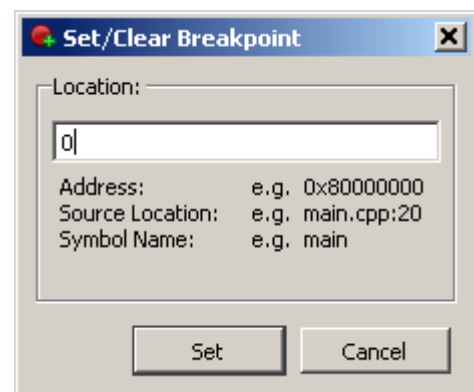 Set/Clear Breakpoint
Location:
0
Address: e.g. 0x80000000
Source Location: e.g. main.cpp:20
Symbol Name: e.g. main
Set Cancel